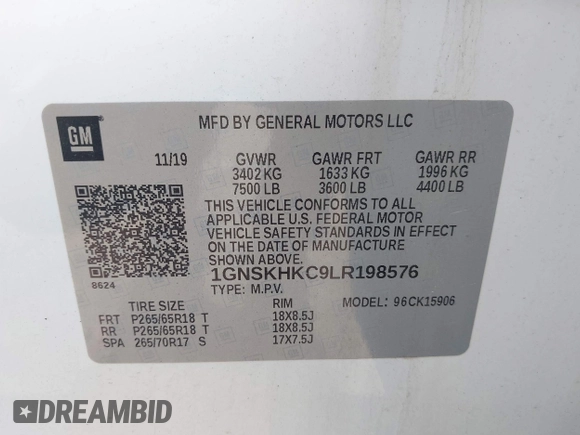 GM
MFD BY GENERAL MOTORS LLC
11/19 GVWR GAWR FRT GAWR RR
3402 KG 1633 KG 1996 KG
7500 LB 3600 LB 4400 LB
THIS VEHICLE CONFORMS TO ALL
APPLICABLE U.S. FEDERAL MOTOR
VEHICLE SAFETY STANDARDS IN EFFECT
ON THE DATE OF MANUFACTURE
SHOWN ABOVE.
8624
1GNSKHKC9LR198576
TYPE: M.P.V. MODEL: 96CK15906
TIRE SIZE RIM
FRT P265/65R18 T 18X8.5J
RR P265/65R18 T 18X8.5J
SPA 265/70R17 S 17X7.5J
DREAMBID